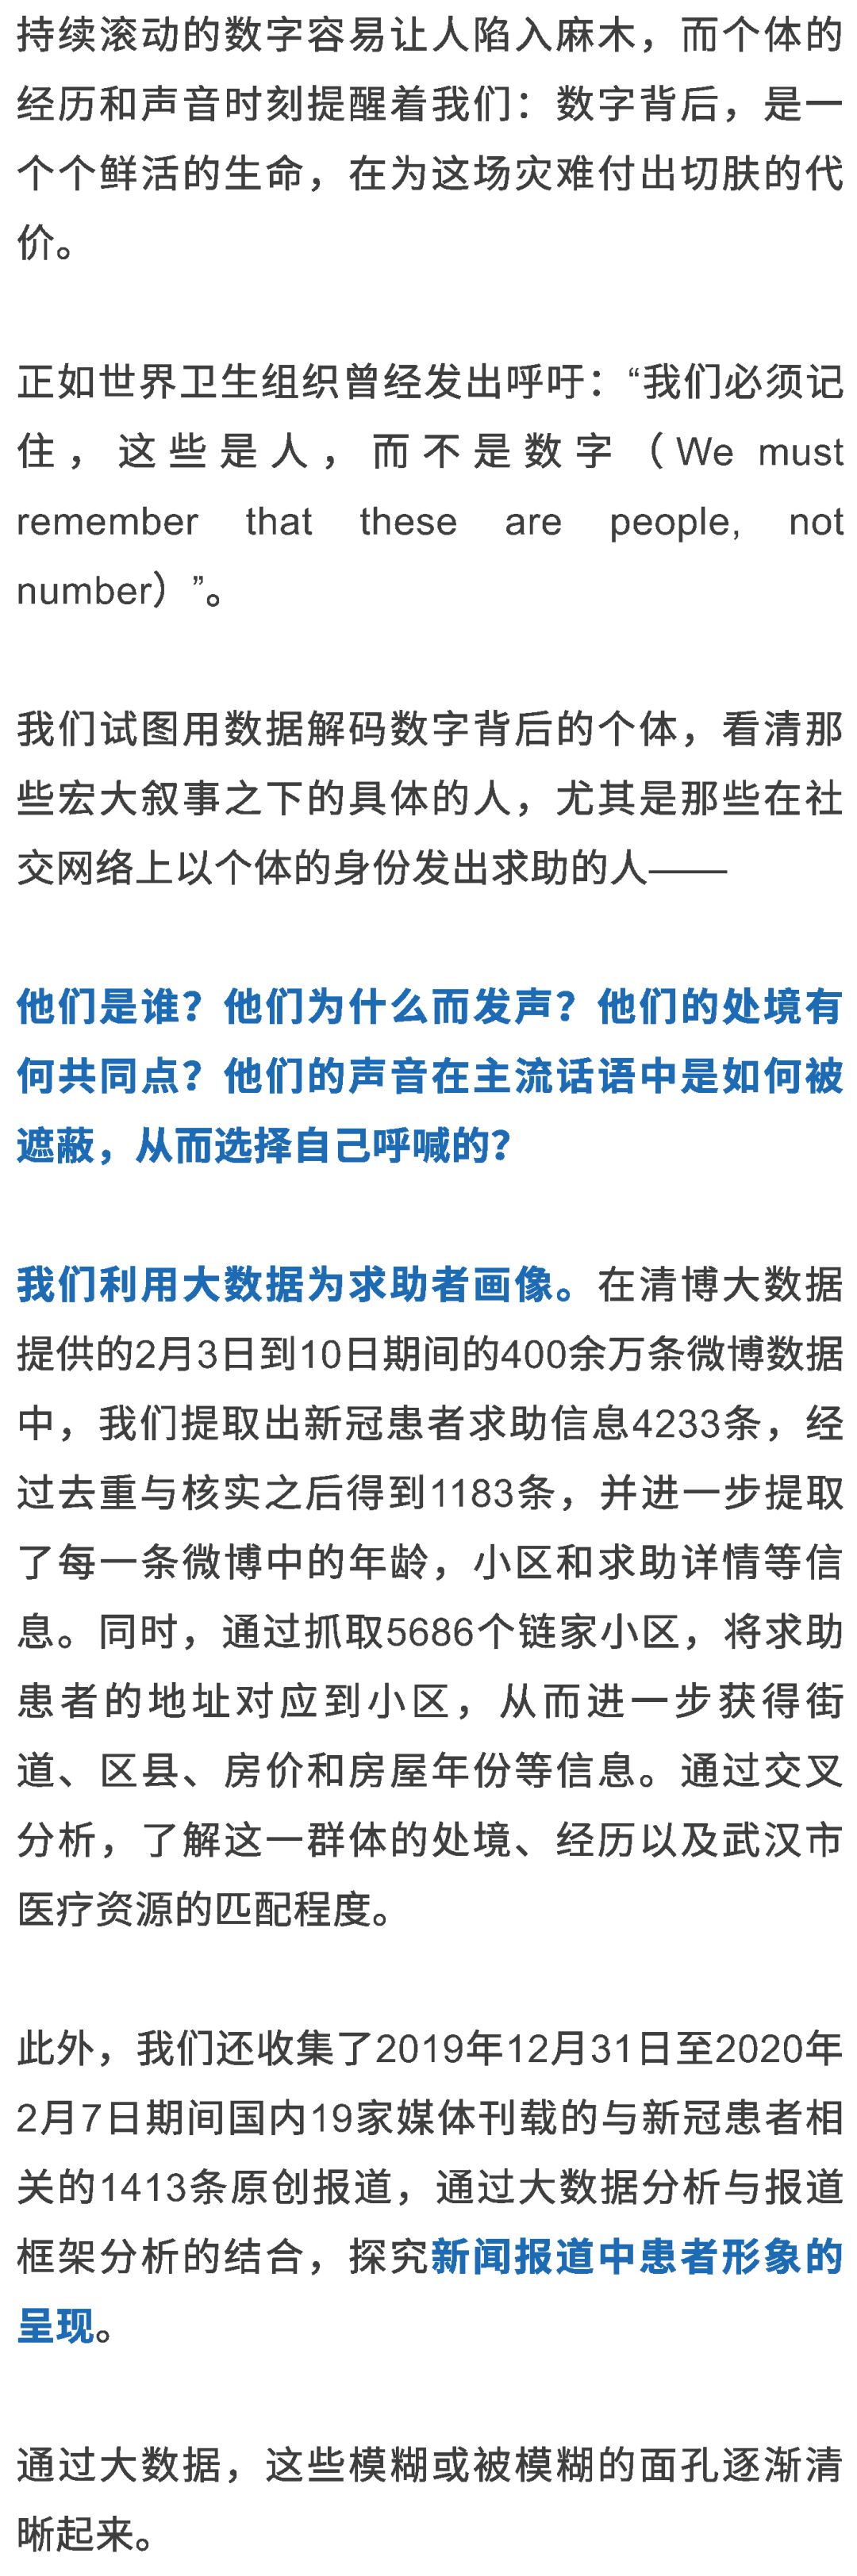 持续滚动的数字容易让人陷入麻木，而个体的
经历和声音时刻提醒着我们：数字背后，是一
个个鲜活的生命，在为这场灾难付出切肤的代
价。
正如世界卫生组织曾经发出呼吁：“我们必须记
住，这些是人，而不是数字（We must
remember that these are people, not
number）”。
我们试图用数据解码数字背后的个体，看清那
些宏大叙事之下的具体的人，尤其是那些在社
交网络上以个体的身份发出求助的人——
他们是谁？他们为什么而发声？他们的处境有
何共同点？他们的声音在主流话语中是如何被
遮蔽，从而选择自己呼喊的？
我们利用大数据为求助者画像。在清博大数据
提供的2月3日到10日期间的400余万条微博数据
中，我们提取出新冠患者求助信息4233条，经
过去重与核实之后得到1183条，并进一步提取
了每一条微博中的年龄，小区和求助详情等信
息。同时，通过抓取5686个链家小区，将求助
患者的地址对应到小区，从而进一步获得街
道、区县、房价和房屋年份等信息。通过交叉
分析，了解这一群体的处境、经历以及武汉市
医疗资源的匹配程度。
此外，我们还收集了2019年12月31日至2020年
2月7日期间国内19家媒体刊载的与新冠患者相
关的1413条原创报道，通过大数据分析与报道
框架分析的结合，探究新闻报道中患者形象的
呈现。
通过大数据，这些模糊或被模糊的面孔逐渐清
晰起来。